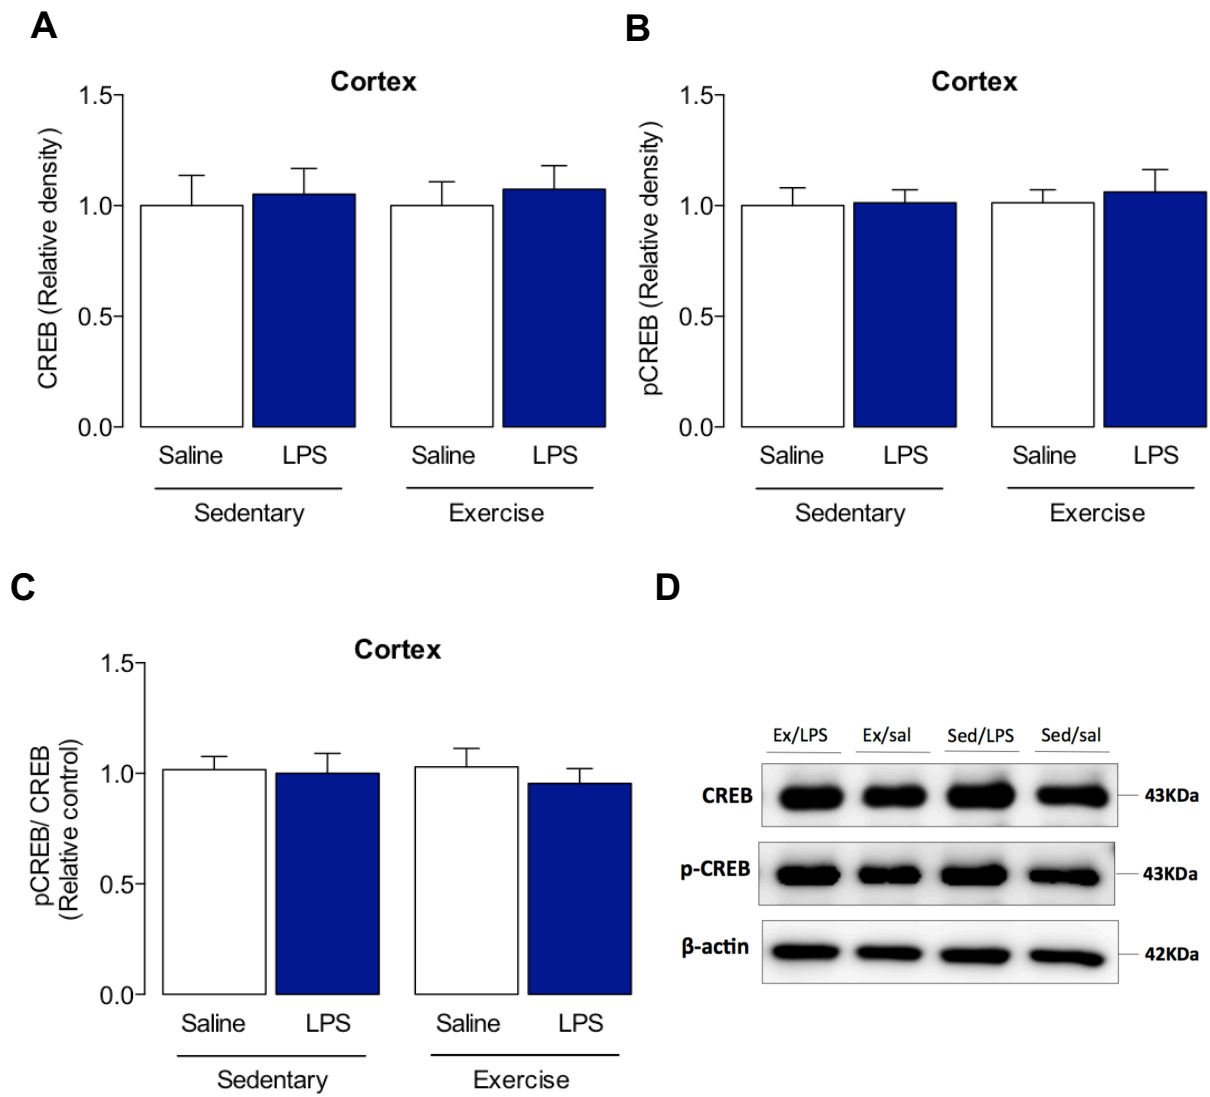 A
B
Cortex
Cortex
CREB (Relative density)
1.5
1.0
0.5
0.0
pCREB (Relative density)
1.5
1.0
0.5
0.0
Saline LPS Saline LPS
Sedentary Exercise
Saline LPS Saline LPS
Sedentary Exercise
C
D
Cortex
pCREB/ CREB
(Relative control)
1.5
1.0
0.5
0.0
Saline LPS Saline LPS
Sedentary Exercise
Ex/LPS Ex/sal Sed/LPS Sed/sal
CREB 43KDa
p-CREB 43KDa
β-actin 42KDa